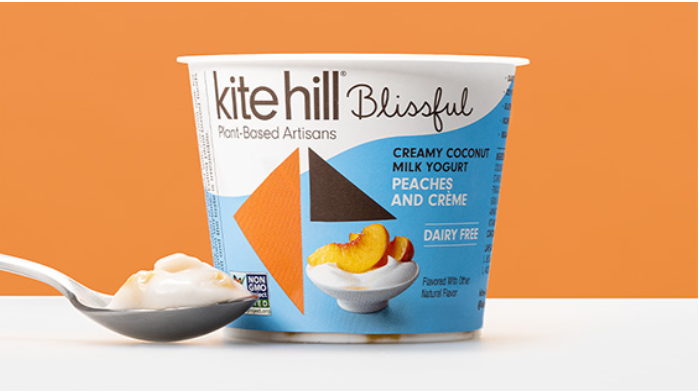 kite hill® Blissful
Plant-Based Artisans
CREAMY COCONUT
MILK YOGURT
PEACHES
AND CRÈME
DAIRY FREE
Flavored With Other
Natural Flavor
NON
GMO